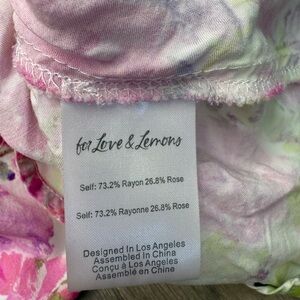 for Love & Lemons
Self: 73.2% Rayon 26.8% Rose
Self: 73.2% Rayonne 26.8% Rose
Designed In Los Angeles
Assembled In China
Conçu à Los Angeles
Assemblé en Chine